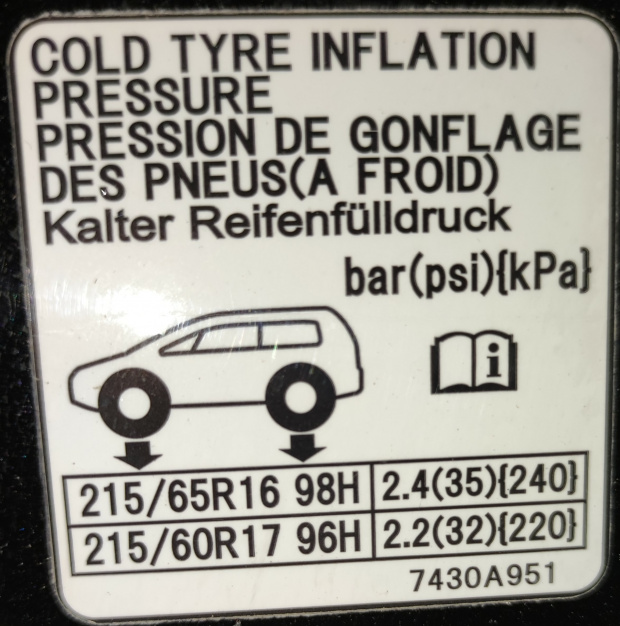 COLD TYRE INFLATION
PRESSURE
PRESSION DE GONFLAGE
DES PNEUS(A FROID)
Kalter Reifenfülldruck
bar(psi){kPa}
i
215/65R16 98H 2.4(35){240}
215/60R17 96H 2.2(32){220}
7430A951